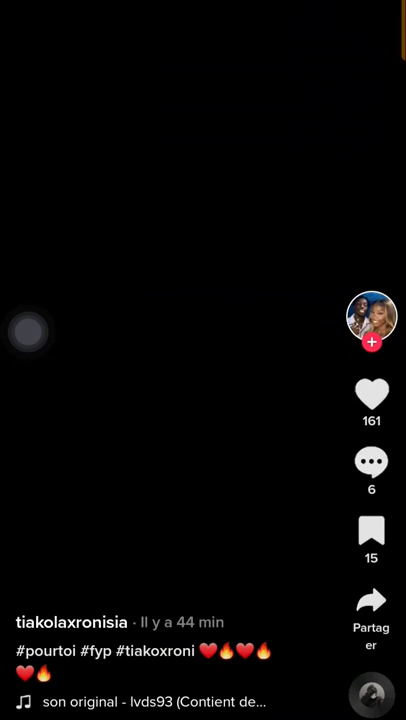 161
6
15
Partag
er
tiakolaxronisia · Il y a 44 min
#pourtoi #fyp #tiakoxroni ❤️🔥❤️🔥
❤️🔥
son original - lvds93 (Contient de...